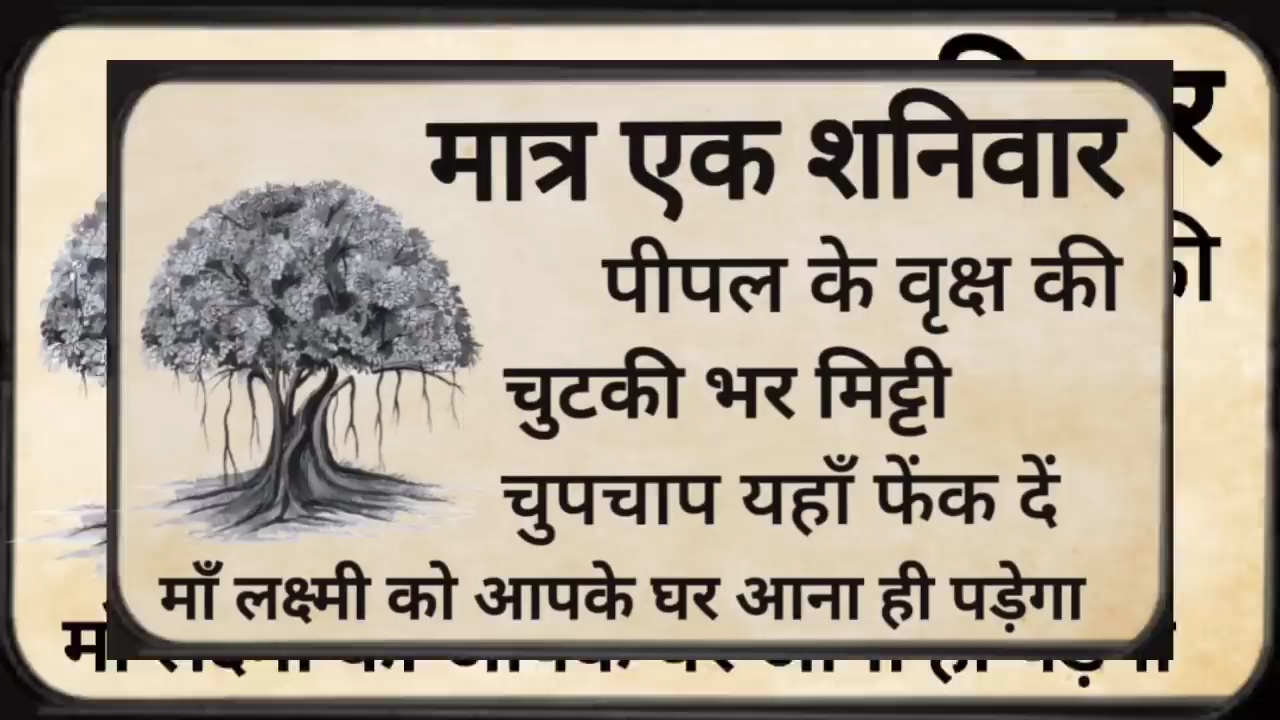 मात्र एक शनिवार
पीपल के वृक्ष की
चुटकी भर मिट्टी
चुपचाप यहाँ फेंक दें
माँ लक्ष्मी को आपके घर आना ही पड़ेगा